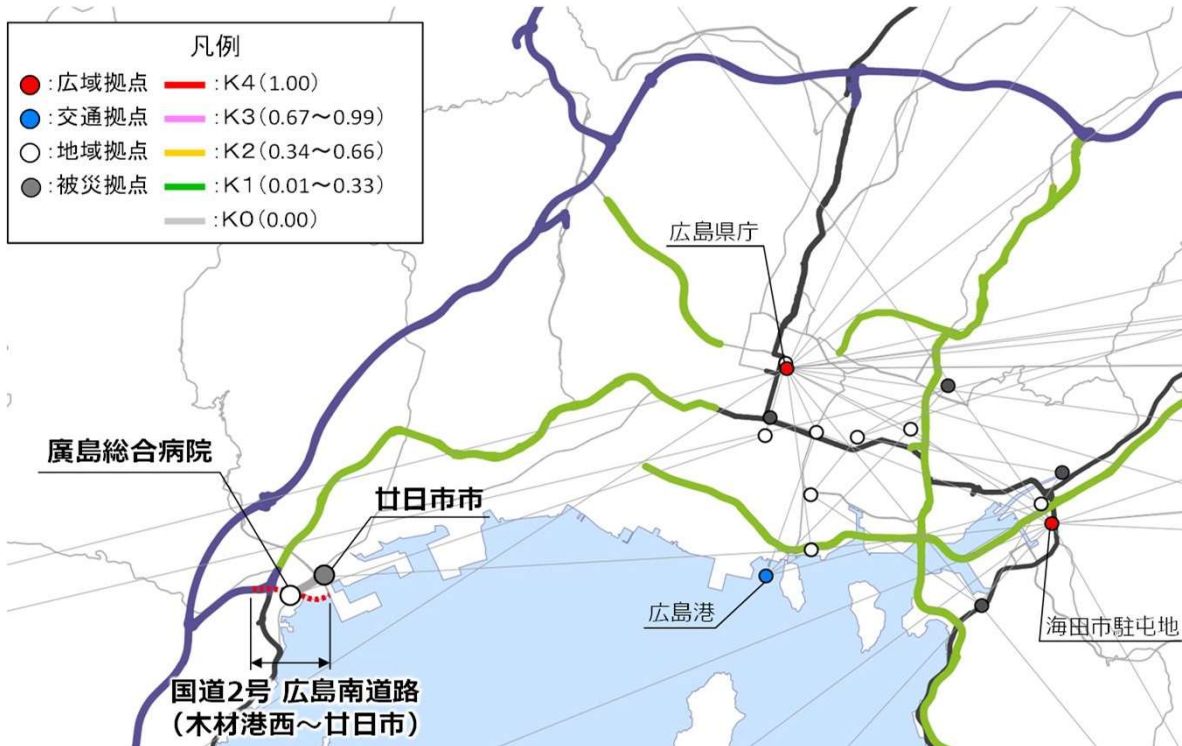 凡例
:広域拠点 :K4(1.00)
:交通拠点 :K3(0.67～0.99)
:地域拠点 :K2(0.34～0.66)
:被災拠点 :K1(0.01～0.33)
:K0(0.00)
広島県庁
廣島総合病院
廿日市市
広島港
海田市駐屯地
国道2号 広島南道路
（木材港西～廿日市）